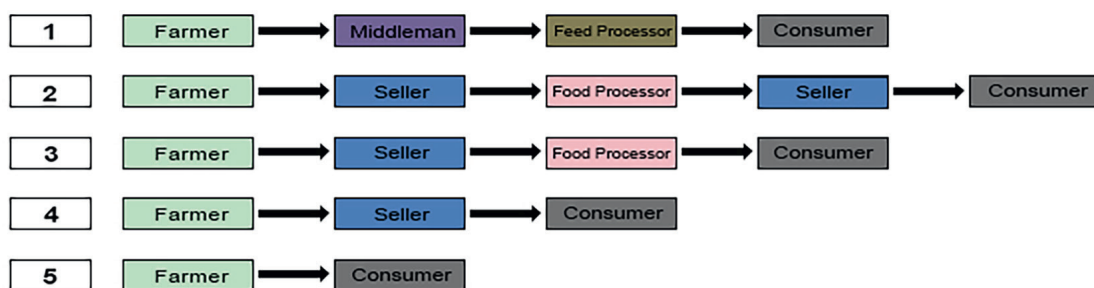 1 Farmer Middleman Feed Processor Consumer
2 Farmer Seller Food Processor Seller Consumer
3 Farmer Seller Food Processor Consumer
4 Farmer Seller Consumer
5 Farmer Consumer